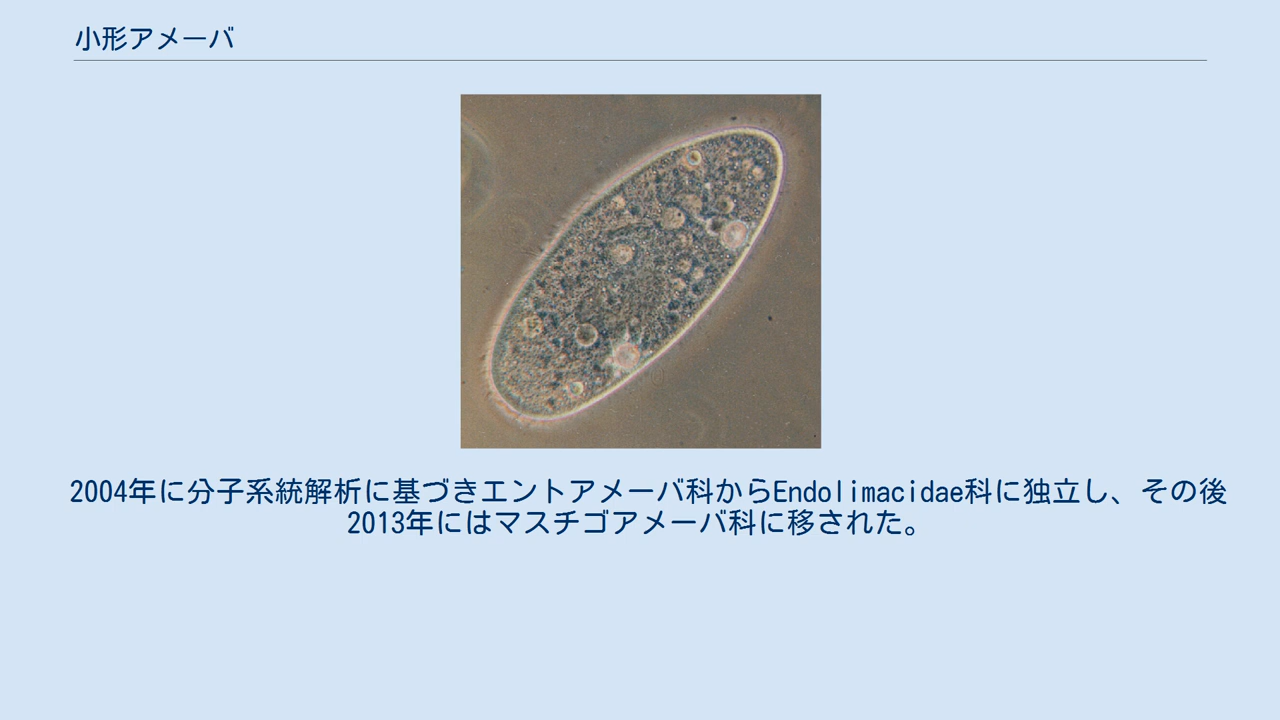 小形アメーバ
2004年に分子系統解析に基づきエントアメーバ科からEndolimacidae科に独立し、その後
2013年にはマスチゴアメーバ科に移された。